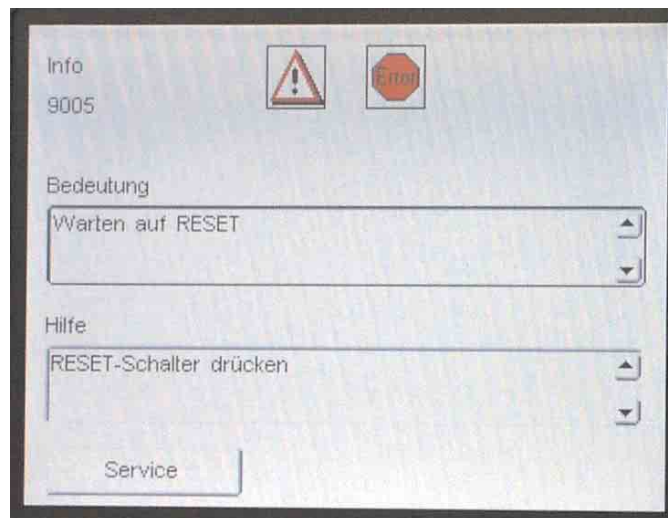 Info
Error
9005
Bedeutung
Warten auf RESET
Hilfe
RESET-Schalter drücken
Service